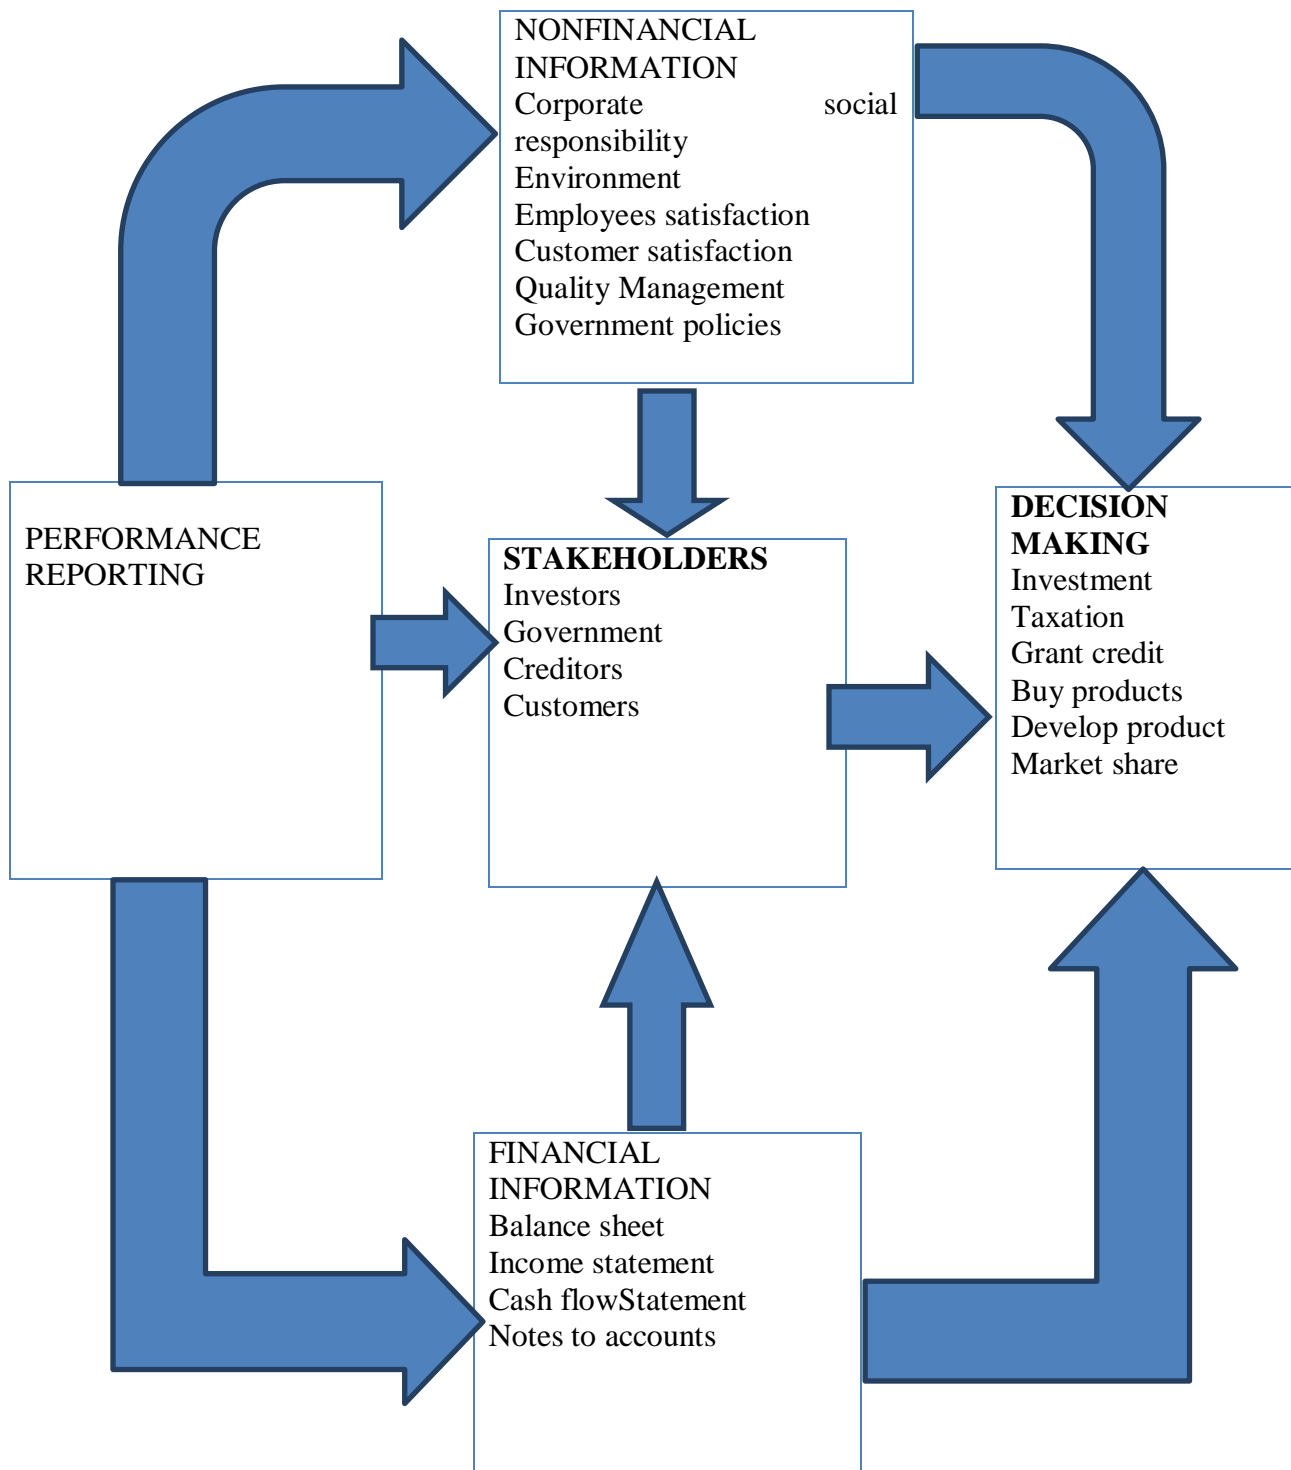 NONFINANCIAL
INFORMATION
Corporate social
responsibility
Environment
Employees satisfaction
Customer satisfaction
Quality Management
Government policies
PERFORMANCE
REPORTING
STAKEHOLDERS
Investors
Government
Creditors
Customers
DECISION
MAKING
Investment
Taxation
Grant credit
Buy products
Develop product
Market share
FINANCIAL
INFORMATION
Balance sheet
Income statement
Cash flowStatement
Notes to accounts